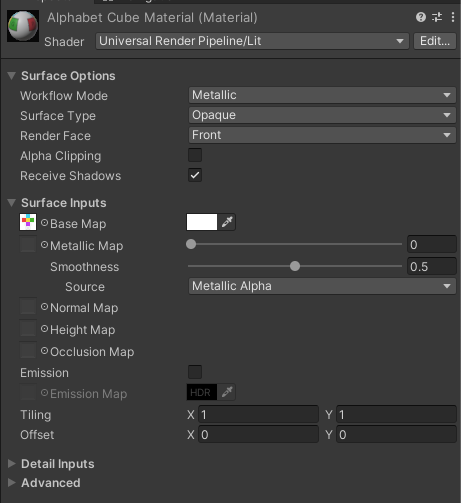 Alphabet Cube Material (Material)
Shader Universal Render Pipeline/Lit Edit...
Surface Options
Workflow Mode Metallic
Surface Type Opaque
Render Face Front
Alpha Clipping
Receive Shadows
Surface Inputs
Base Map
Metallic Map 0
Smoothness 0.5
Source Metallic Alpha
Normal Map
Height Map
Occlusion Map
Emission
Emission Map HDR
Tiling X 1 Y 1
Offset X 0 Y 0
Detail Inputs
Advanced